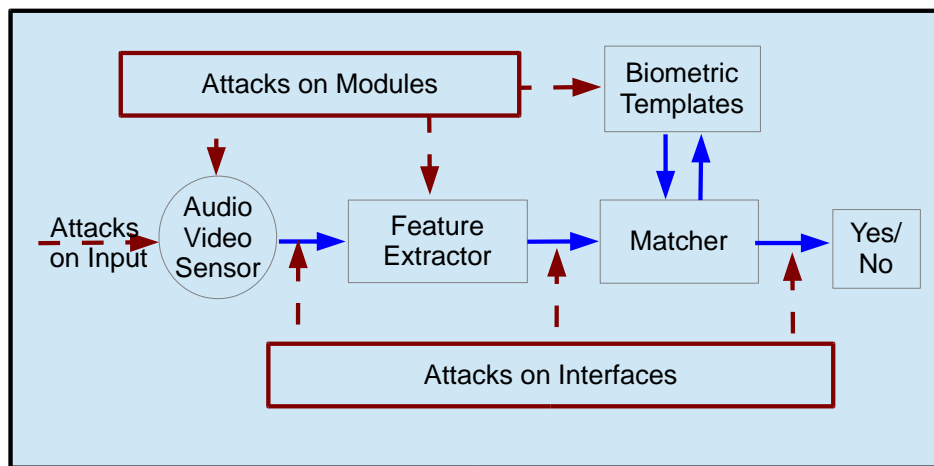 Attacks on Modules
Biometric
Templates
Attacks
on Input
Audio
Video
Sensor
Feature
Extractor
Matcher
Yes/
No
Attacks on Interfaces